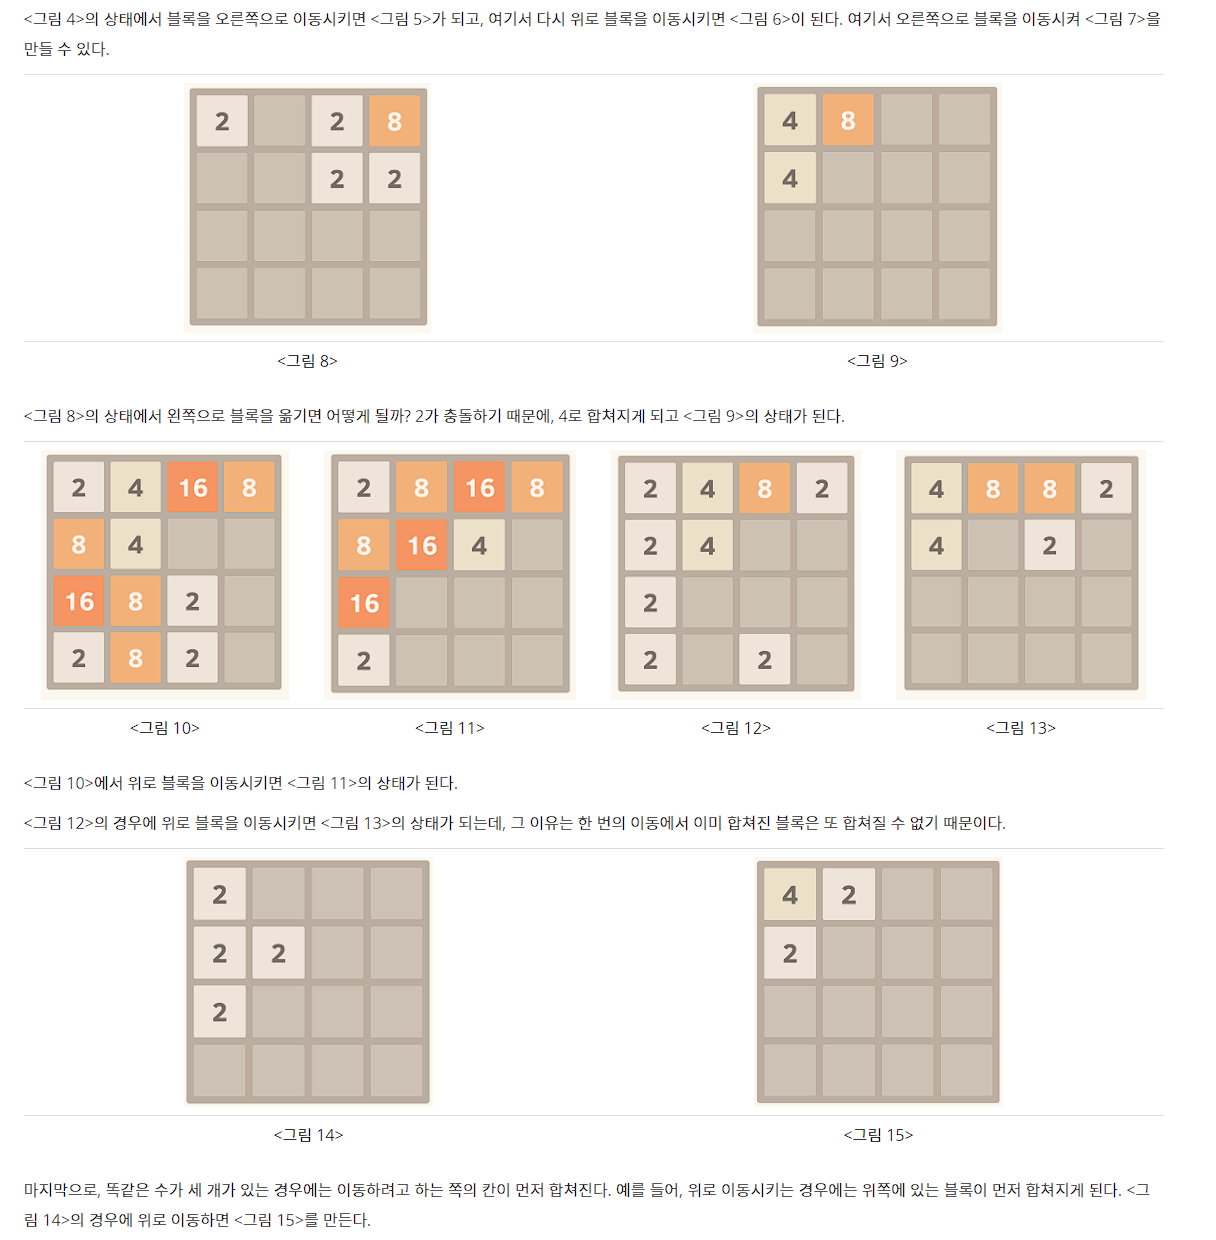 <그림 4>의 상태에서 블록을 오른쪽으로 이동시키면 <그림 5>가 되고, 여기서 다시 위로 블록을 이동시키면 <그림 6>이 된다. 여기서 오른쪽으로 블록을 이동시켜 <그림 7>을
만들 수 있다.
2 2 8 4 8
2 2 4
<그림 8> <그림 9>
<그림 8>의 상태에서 왼쪽으로 블록을 옮기면 어떻게 될까? 2가 충돌하기 때문에, 4로 합쳐지게 되고 <그림 9>의 상태가 된다.
2 4 16 8 2 8 16 8 2 4 8 2 4 8 8 2
8 4 8 16 4 2 4 4 2
16 8 2 16 2
2 8 2 2 2 2
<그림 10> <그림 11> <그림 12> <그림 13>
<그림 10>에서 위로 블록을 이동시키면 <그림 11>의 상태가 된다.
<그림 12>의 경우에 위로 블록을 이동시키면 <그림 13>의 상태가 되는데, 그 이유는 한 번의 이동에서 이미 합쳐진 블록은 또 합쳐질 수 없기 때문이다.
2 4 2
2 2 2
2
<그림 14> <그림 15>
마지막으로, 똑같은 수가 세 개가 있는 경우에는 이동하려고 하는 쪽의 칸이 먼저 합쳐진다. 예를 들어, 위로 이동시키는 경우에는 위쪽에 있는 블록이 먼저 합쳐지게 된다. <그
림 14>의 경우에 위로 이동하면 <그림 15>를 만든다.